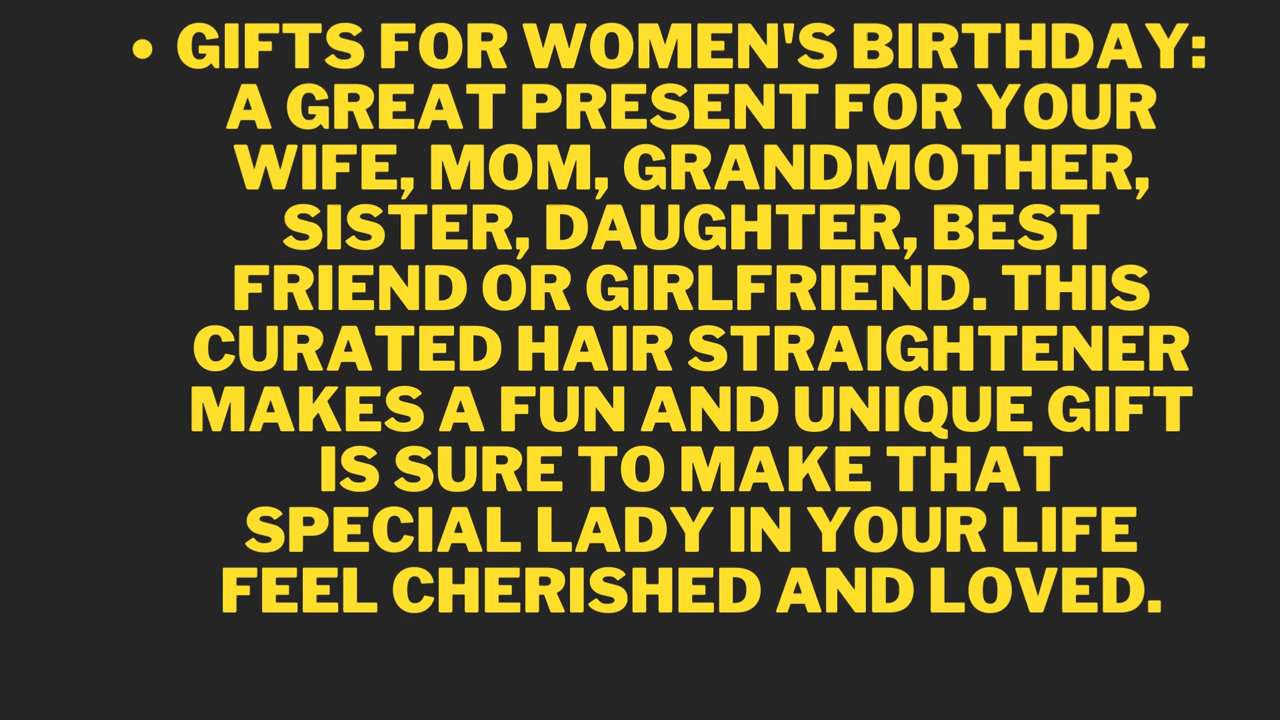 • GIFTS FOR WOMEN'S BIRTHDAY:
A GREAT PRESENT FOR YOUR
WIFE, MOM, GRANDMOTHER,
SISTER, DAUGHTER, BEST
FRIEND OR GIRLFRIEND. THIS
CURATED HAIR STRAIGHTENER
MAKES A FUN AND UNIQUE GIFT
IS SURE TO MAKE THAT
SPECIAL LADY IN YOUR LIFE
FEEL CHERISHED AND LOVED.